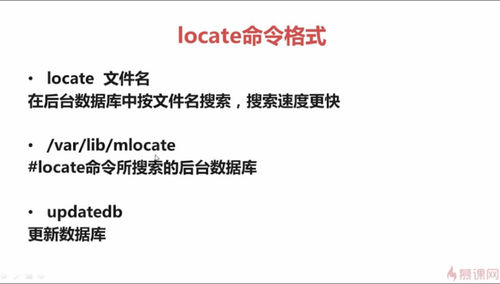 locate命令格式
• locate 文件名
在后台数据库中按文件名搜索，搜索速度更快
• /var/lib/mlocate
#locate命令所搜索的后台数据库
• updatedb
更新数据库
慕课网